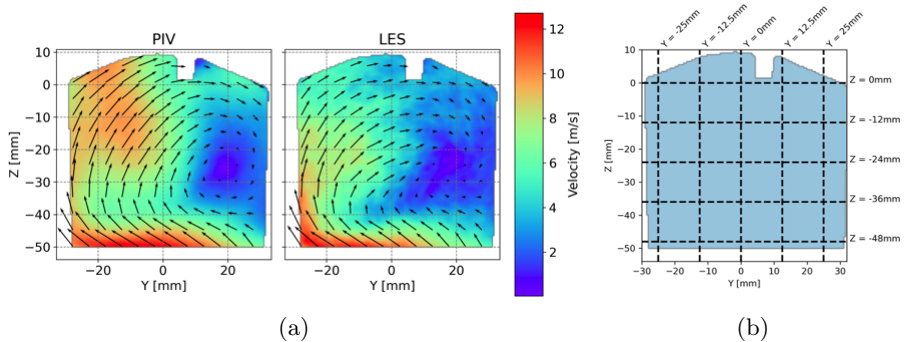 PIV
LES
10
0
−10
−20
−30
−40
−50
Z [mm]
−20
0
20
Y [mm]
−20
0
20
Y [mm]
12
10
8
6
4
2
Velocity [m/s]
(a)
Y = -25mm
Y = -12.5mm
Y = 0mm
Y = 12.5mm
Y = 25mm
10
0
−10
−20
−30
−40
−50
Z [mm]
Z = 0mm
Z = -12mm
Z = -24mm
Z = -36mm
Z = -48mm
−30
−20
−10
0
10
20
30
Y [mm]
(b)